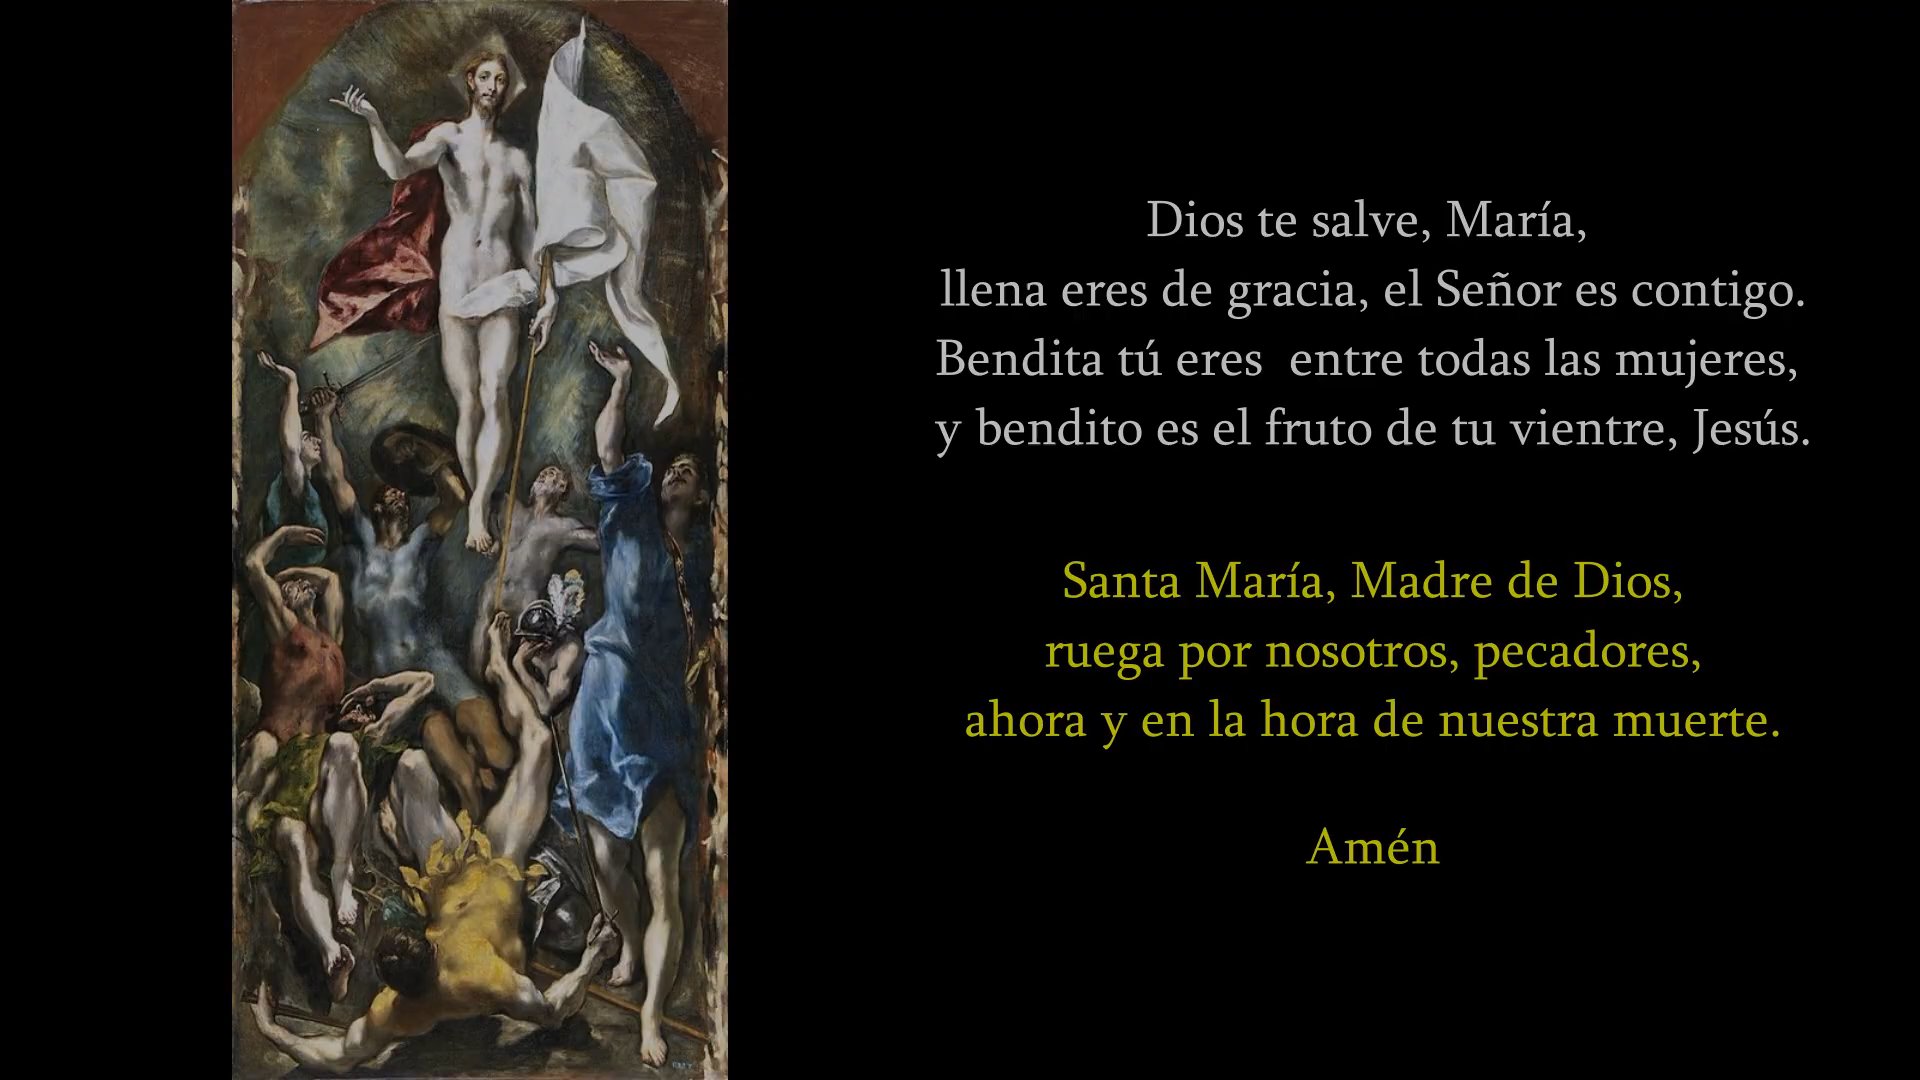 Dios te salve, María,
llena eres de gracia, el Señor es contigo.
Bendita tú eres  entre todas las mujeres,
y bendito es el fruto de tu vientre, Jesús.
Santa María, Madre de Dios,
ruega por nosotros, pecadores,
ahora y en la hora de nuestra muerte.
Amén